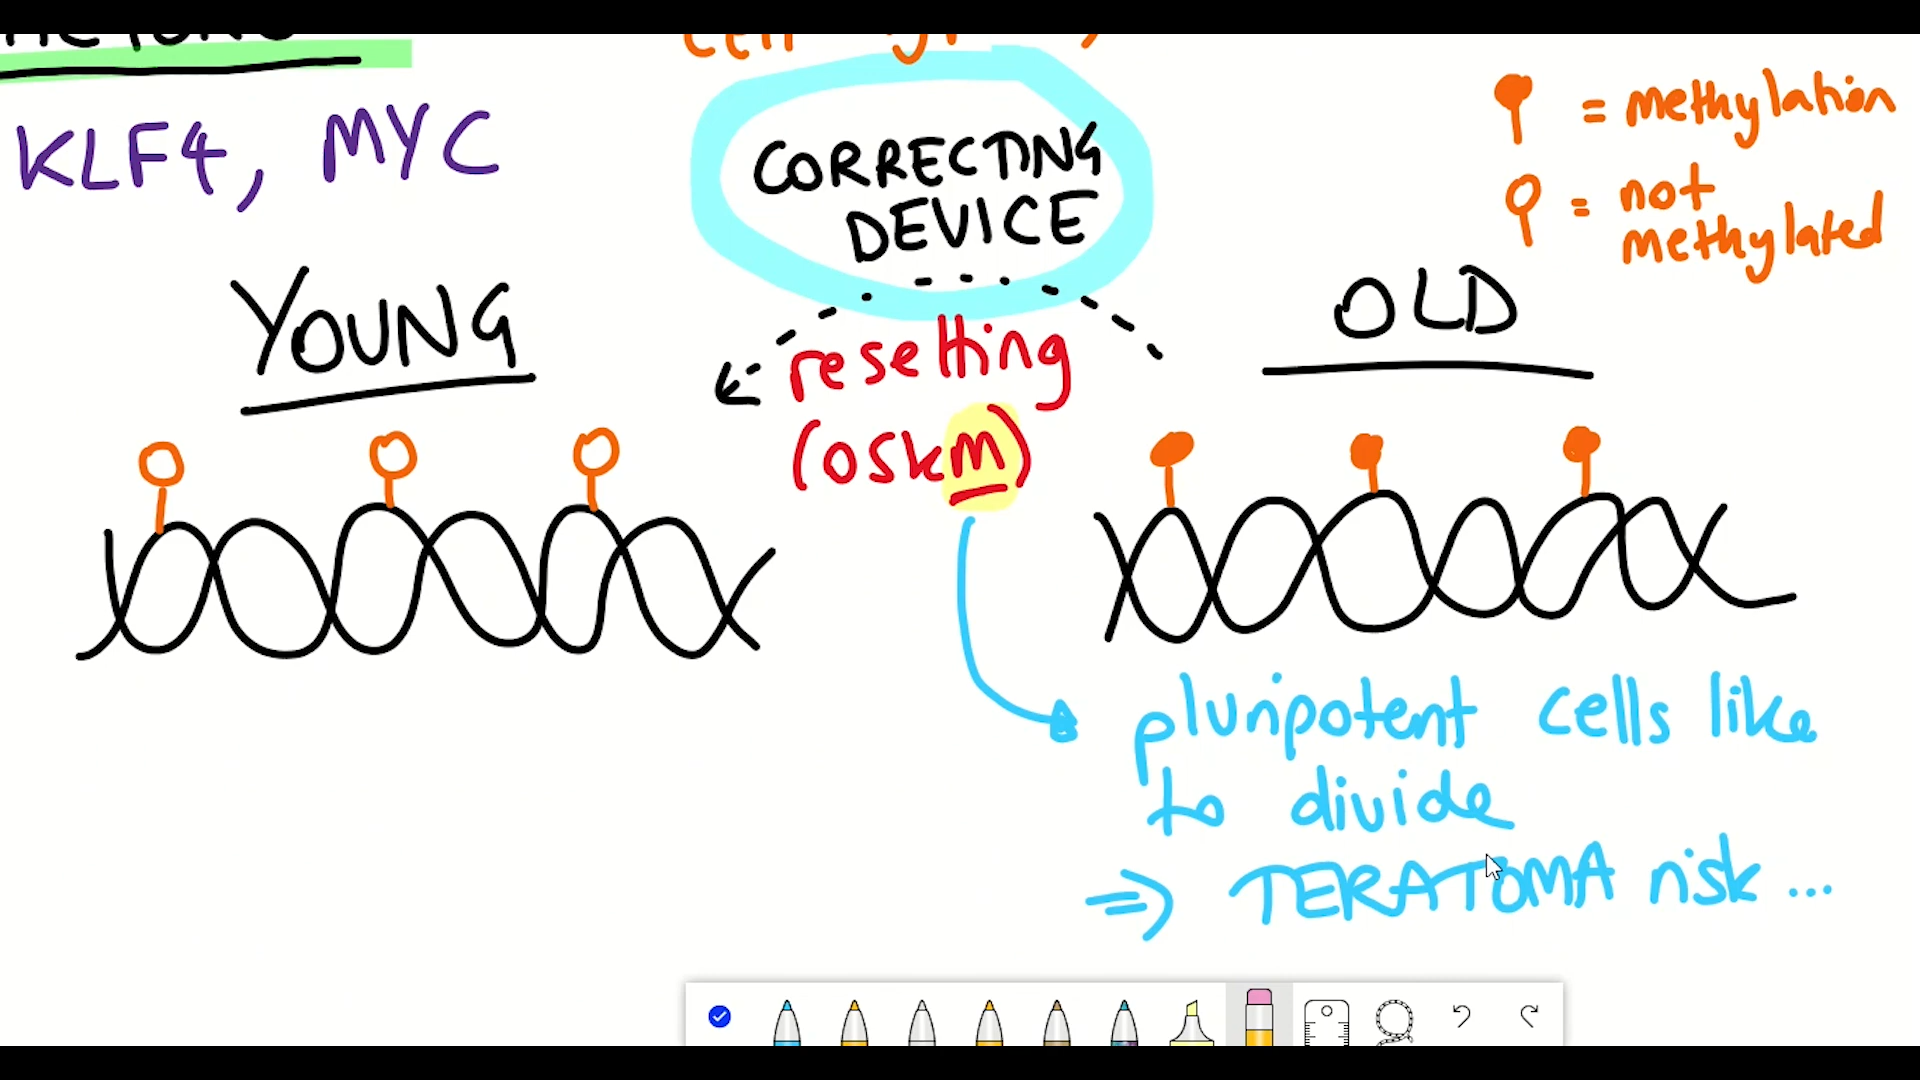 KLF4, MYC
CORRECTING
DEVICE
= methylation
= not
methylated
YOUNG
OLD
resetting
(OSKM)
pluripotent cells like
to divide
=> TERATOMA risk ...